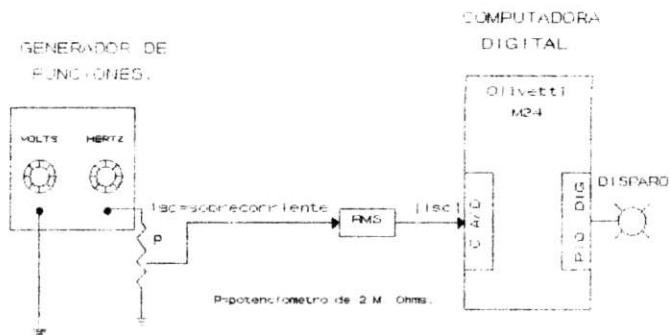 COMPUTADORA
DIGITAL
GENERADOR DE
FUNCIONES.
Olivetti
M24
VOLTS HERTZ
DISPARO
Isc=sobrecorriente
RMS
|Isc|
C A/D
PIO DIG
P
P=potenciometro de 2 M Ohms.